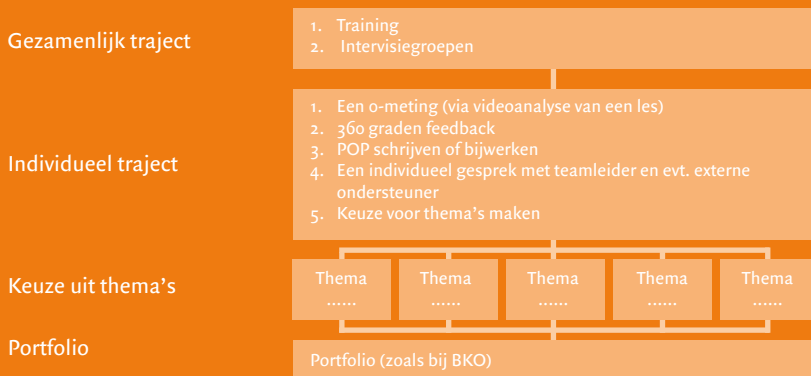 Gezamenlijk traject
1. Training
2. Intervisiegroepen
Individueel traject
1. Een 0-meting (via videoanalyse van een les)
2. 360 graden feedback
3. POP schrijven of bijwerken
4. Een individueel gesprek met teamleider en evt. externe
ondersteuner
5. Keuze voor thema's maken
Keuze uit thema's
Thema
......
Thema
......
Thema
......
Thema
......
Thema
......
Portfolio
Portfolio (zoals bij BKO)